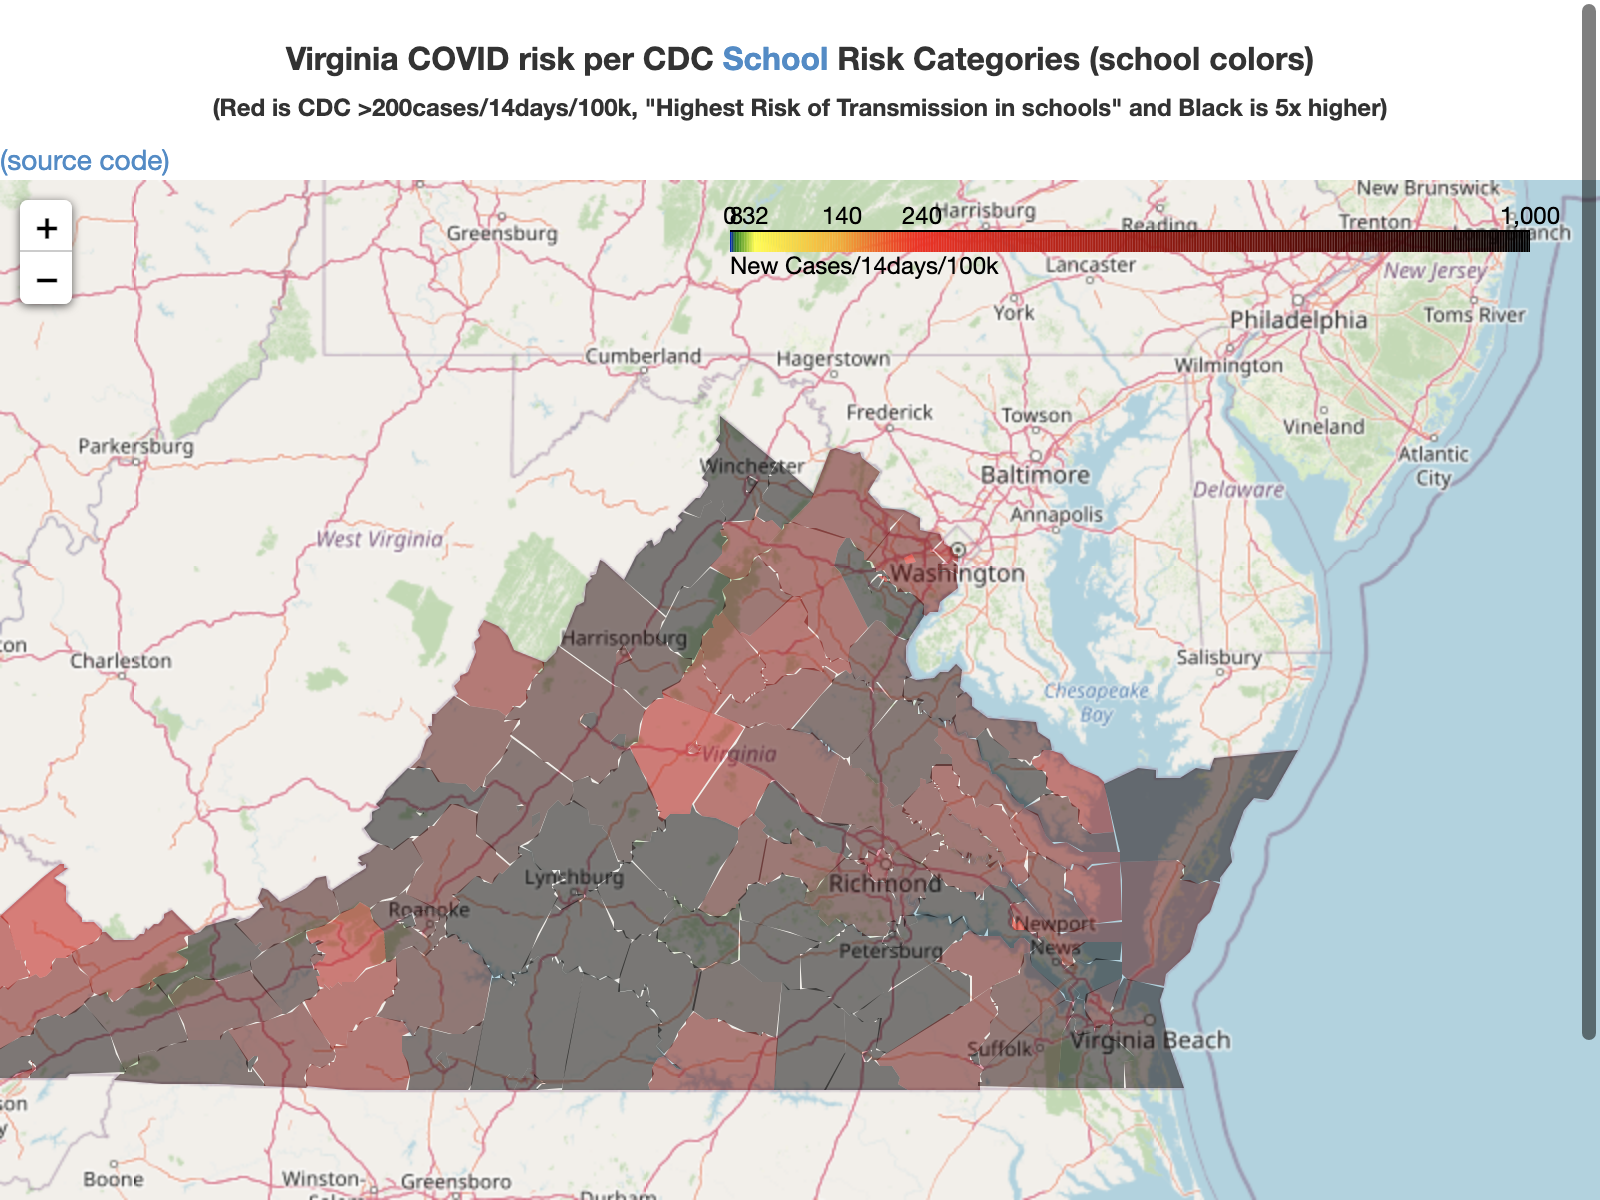 Virginia COVID risk per CDC School Risk Categories (school colors)
(Red is CDC >200cases/14days/100k, "Highest Risk of Transmission in schools" and Black is 5x higher)
(source code)
+
−
0 8 32 140 240 1,000
New Cases/14days/100k
New Brunswick
Harrisburg
Reading
Trenton
Greensburg
Lancaster
New Jersey
York
Philadelphia
Toms River
Cumberland
Hagerstown
Wilmington
Frederick
Towson
Vineland
Parkersburg
Winchester
Baltimore
Atlantic
City
Delaware
Annapolis
West Virginia
Washington
Harrisonburg
Charleston
Salisbury
Chesapeake
Bay
Virginia
Lynchburg
Richmond
Roanoke
Newport
News
Petersburg
Virginia Beach
Suffolk
Boone
Winston-
Salem
Greensboro
Durham